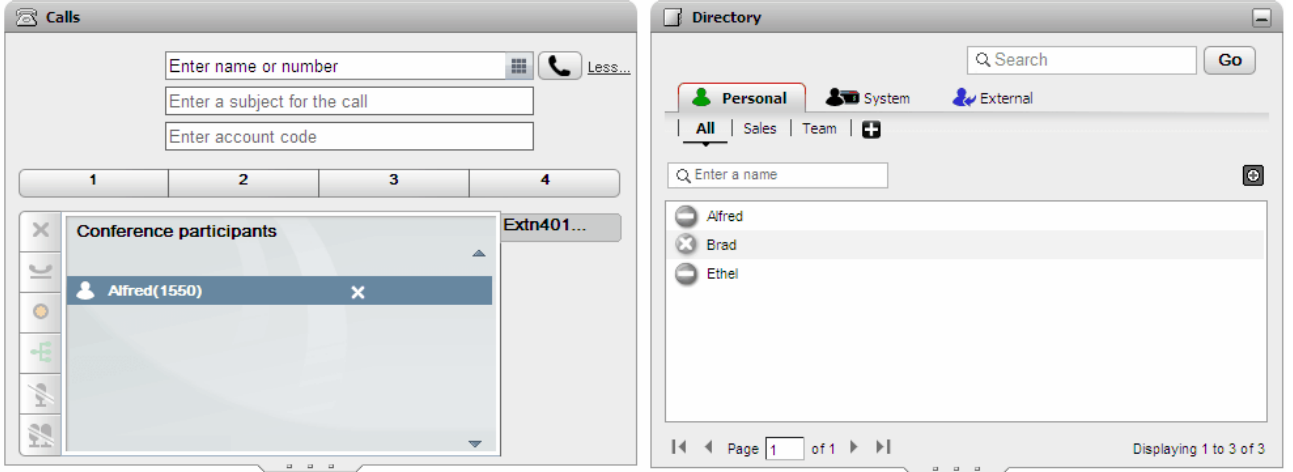 Calls
Enter name or number
Less...
Enter a subject for the call
Enter account code
1 2 3 4
Conference participants
Extn401...
Alfred(1550)
Directory
Search
Go
Personal System External
All Sales Team
Enter a name
Alfred
Brad
Ethel
Page 1 of 1
Displaying 1 to 3 of 3